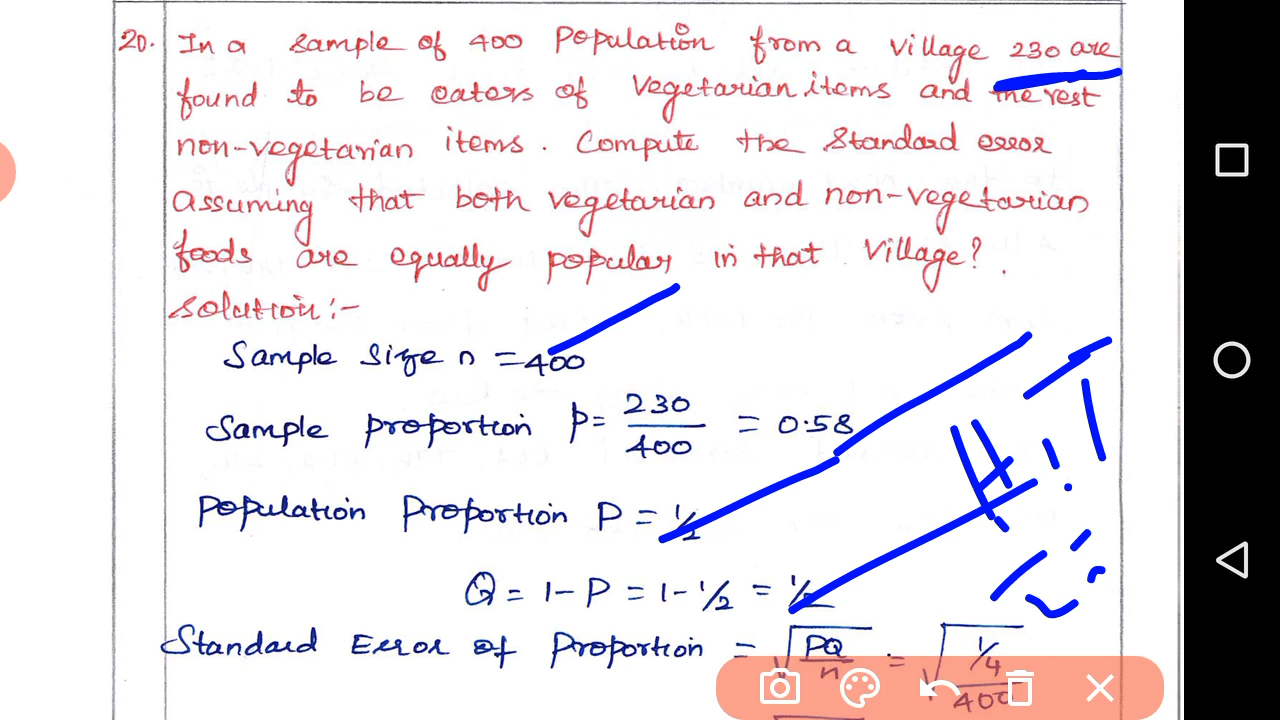 20. In a sample of 400 Population from a village 230 are
found to be eaters of vegetarian items and the rest
non-vegetarian items. Compute the standard error
assuming that both vegetarian and non-vegetarian
foods are equally popular in that village?
solution:-
Sample size n = 400
Sample proportion p = 230/400 = 0.58
Population Proportion P = 1/2
Q = 1 - P = 1 - 1/2 = 1/2
Standard Error of Proportion = √(PQ/n) = √(1/4/400)